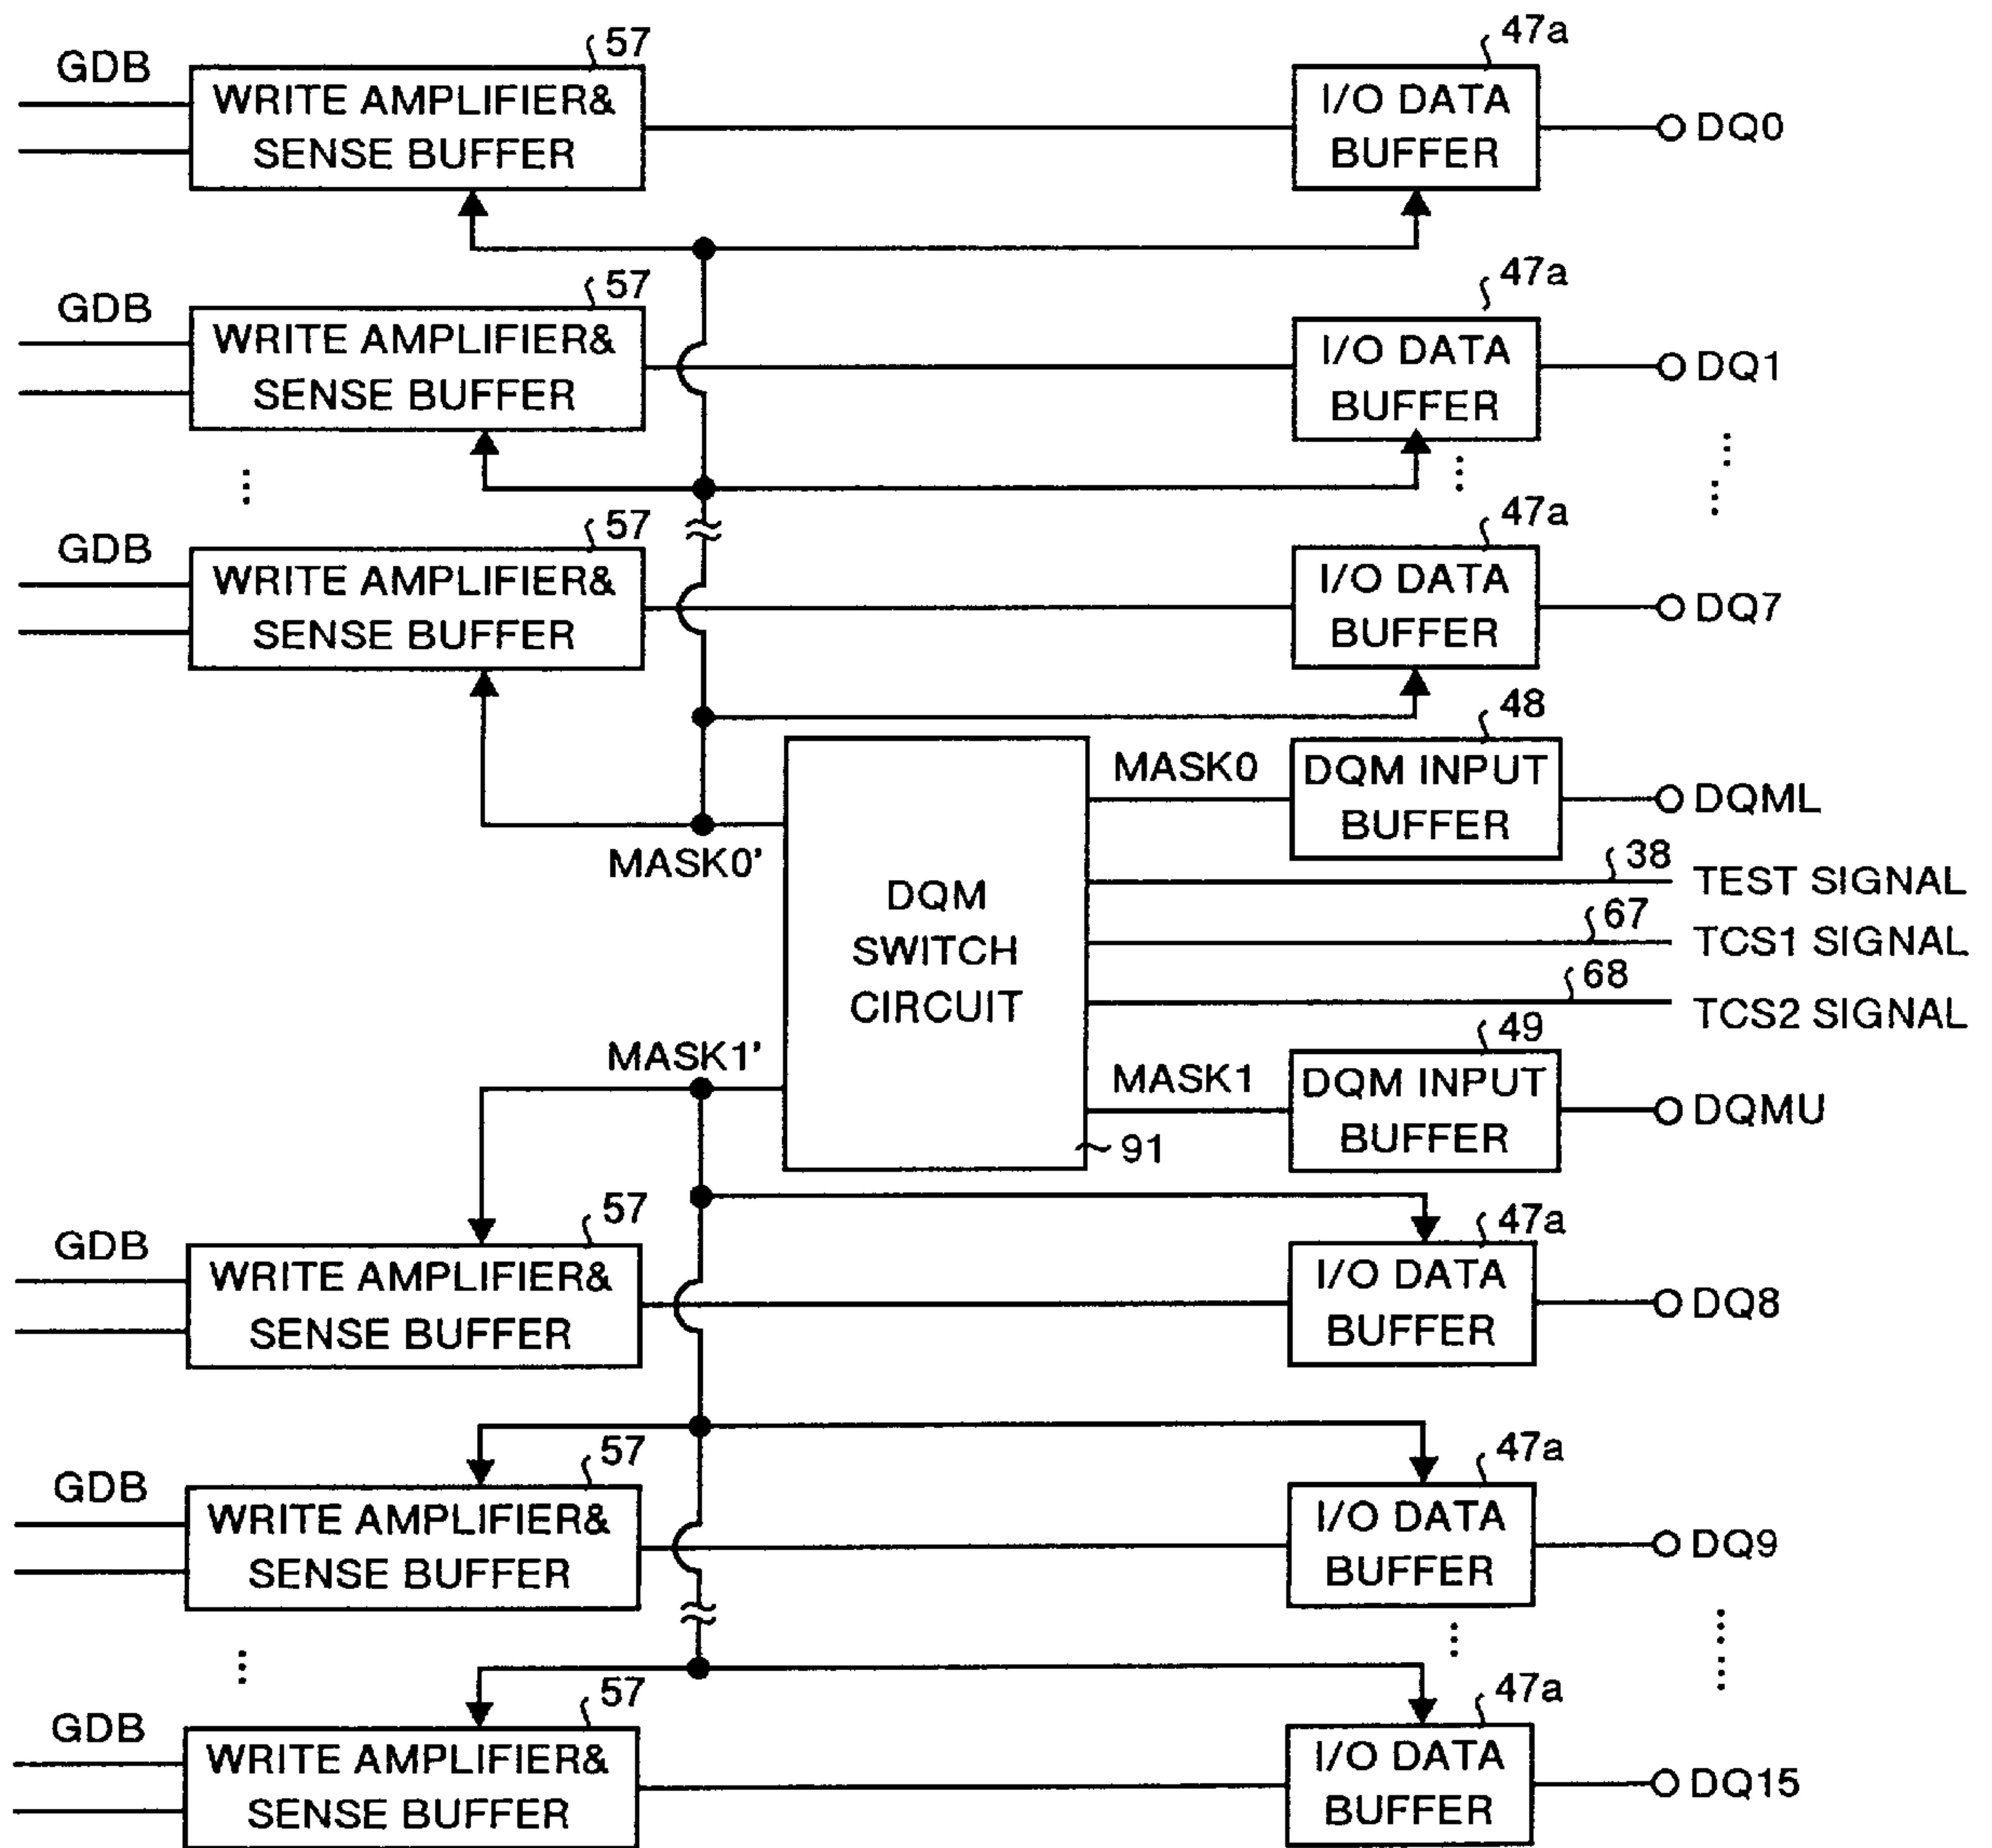 57
47a
GDB
WRITE AMPLIFIER&
SENSE BUFFER
I/O DATA
BUFFER
DQ0
57
47a
GDB
WRITE AMPLIFIER&
SENSE BUFFER
I/O DATA
BUFFER
DQ1
57
47a
GDB
WRITE AMPLIFIER&
SENSE BUFFER
I/O DATA
BUFFER
DQ7
48
MASK0
DQM INPUT
BUFFER
DQML
MASK0'
38
TEST SIGNAL
DQM
SWITCH
CIRCUIT
67
TCS1 SIGNAL
68
TCS2 SIGNAL
49
MASK1'
MASK1
DQM INPUT
BUFFER
DQMU
91
57
47a
GDB
WRITE AMPLIFIER&
SENSE BUFFER
I/O DATA
BUFFER
DQ8
57
47a
GDB
WRITE AMPLIFIER&
SENSE BUFFER
I/O DATA
BUFFER
DQ9
57
47a
GDB
WRITE AMPLIFIER&
SENSE BUFFER
I/O DATA
BUFFER
DQ15